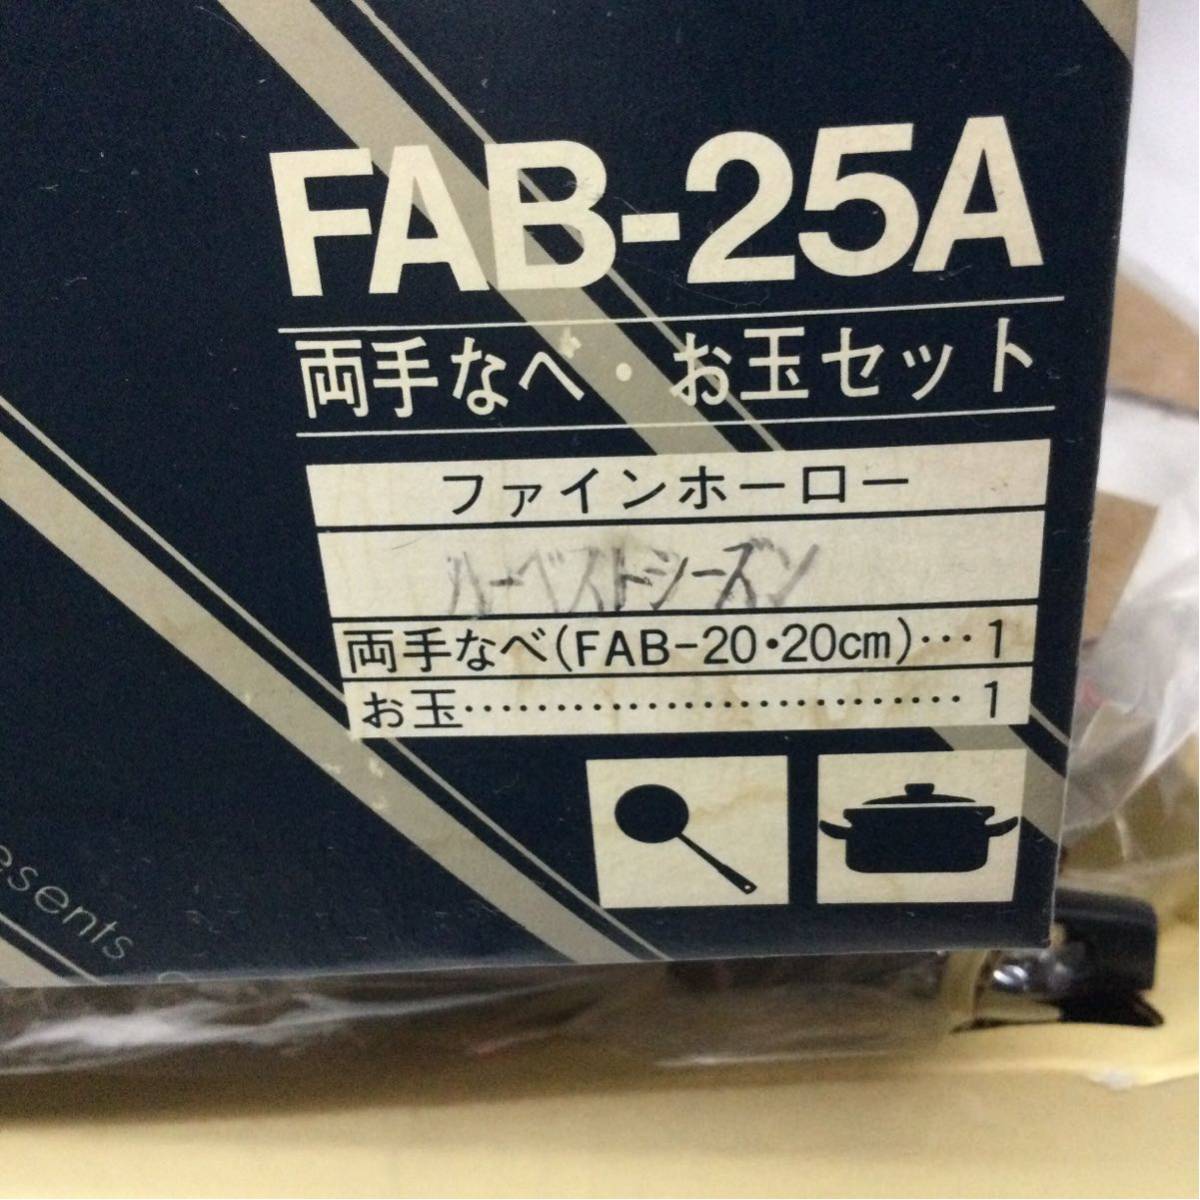 FAB-25A
両手なべ・お玉セット
ファインホーロー
ハーベストシーズン
両手なべ(FAB-20・20cm)…1
お玉……………………… 1
esents